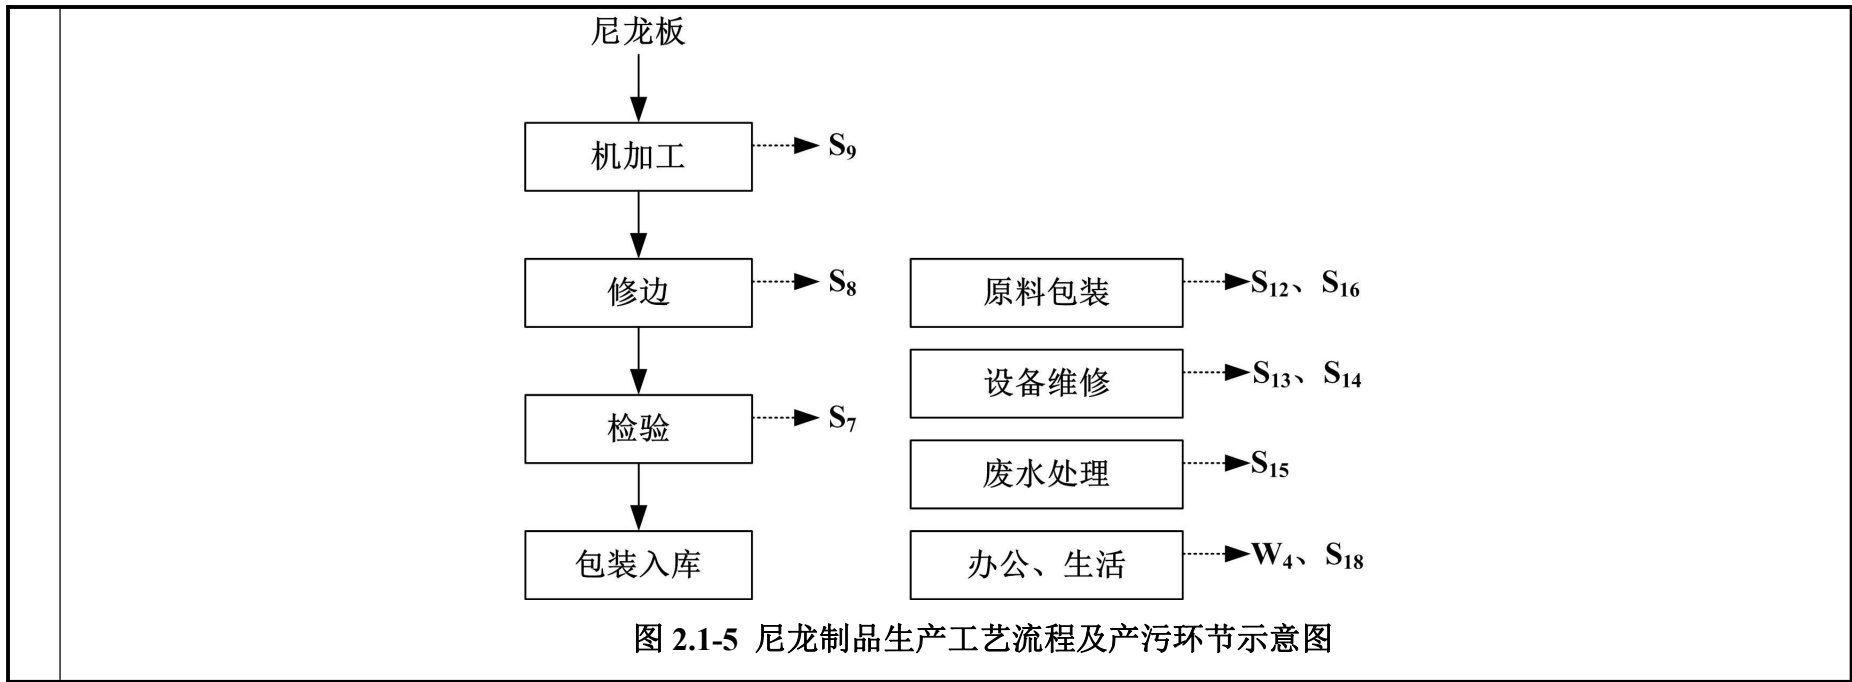 尼龙板
机加工
S9
修边
S8
检验
S7
包装入库
原料包装
S12、S16
设备维修
S13、S14
废水处理
S15
办公、生活
W4、S18
图 2.1-5 尼龙制品生产工艺流程及产污环节示意图